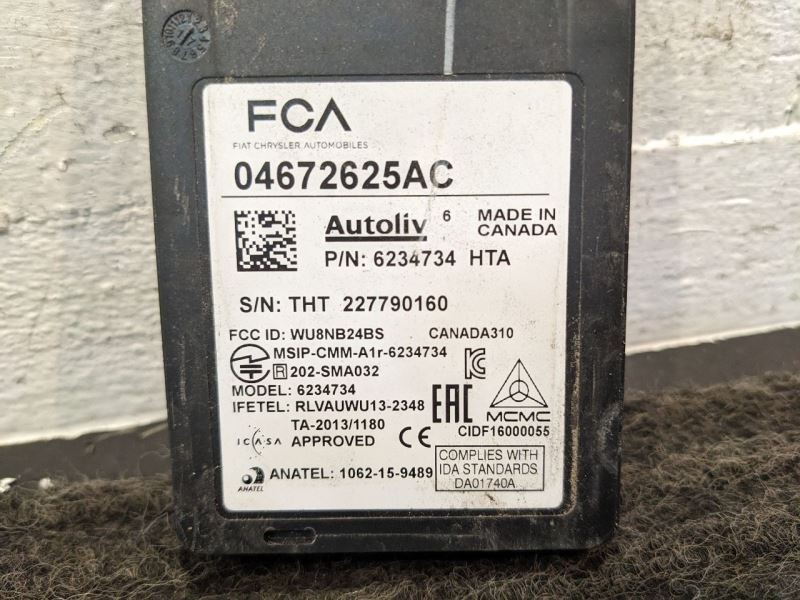 FCA
FIAT CHRYSLER AUTOMOBILES
04672625AC
Autoliv 6 MADE IN CANADA
P/N: 6234734 HTA
S/N: THT 227790160
FCC ID: WU8NB24BS CANADA310
MSIP-CMM-A1r-6234734
R 202-SMA032
MODEL: 6234734
IFETEL: RLVAUWU13-2348
EAC
MCMC
CIDF16000055
TA-2013/1180
ICASA APPROVED CE
COMPLIES WITH
IDA STANDARDS
DA01740A
ANATEL ANATEL: 1062-15-9489